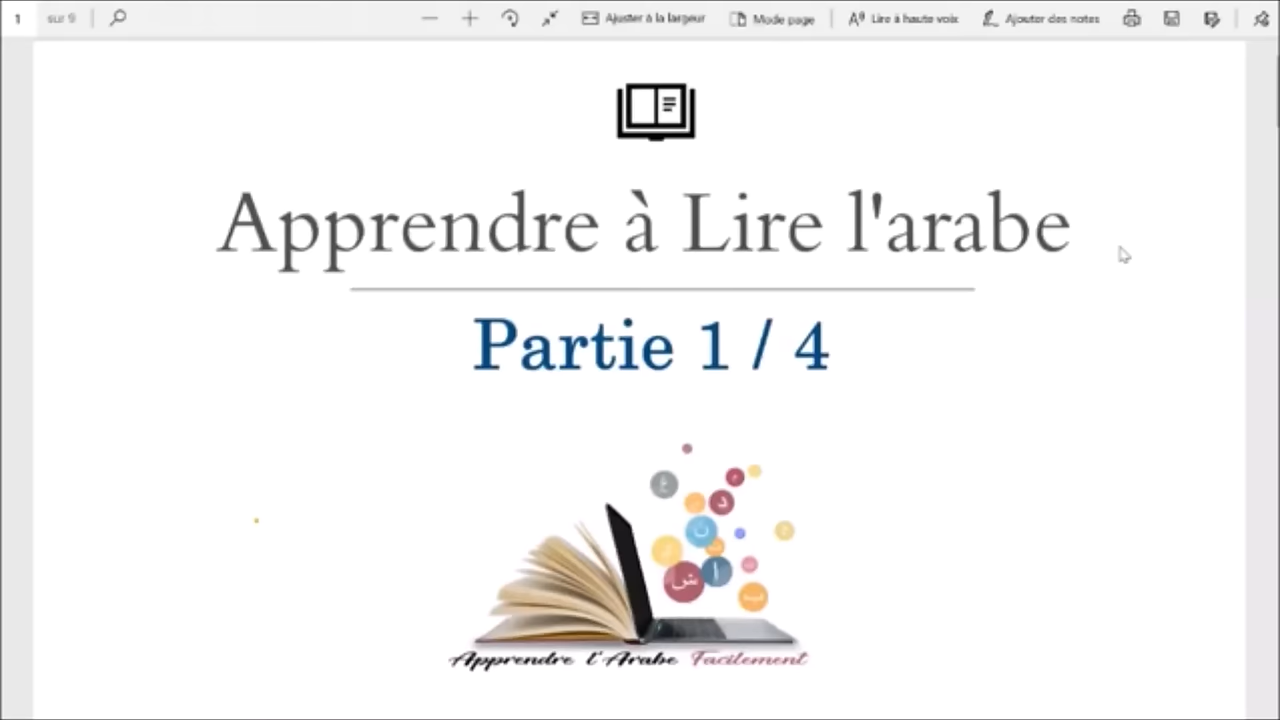 1 sur 9 Ajuster à la largeur Mode page Lire à haute voix Ajouter des notes
Apprendre à Lire l'arabe
Partie 1 / 4
غ
د
ن
ش
أ
Apprendre l'Arabe Facilement